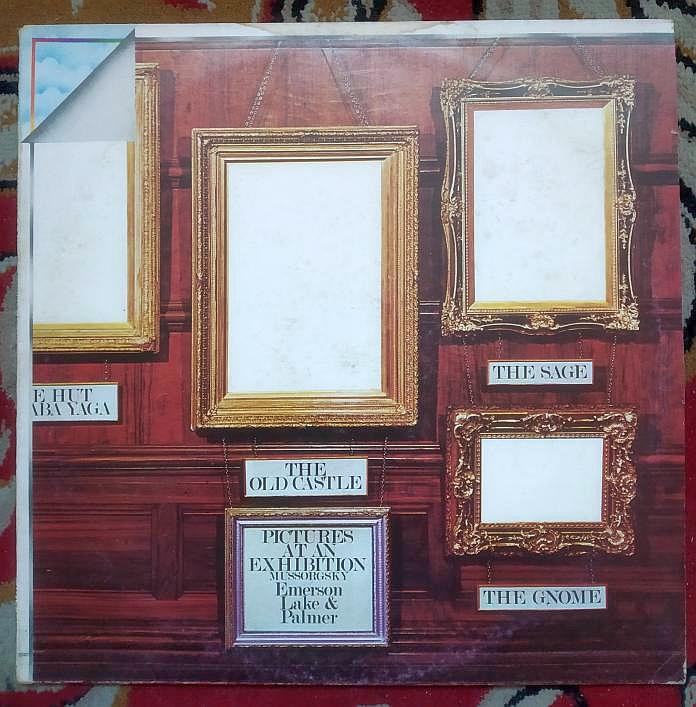 THE SAGE
E HUT
ABA YAGA
THE
OLD CASTLE
PICTURES
AT AN
EXHIBITION
MUSSORGSKY
Emerson
Lake &
Palmer
THE GNOME